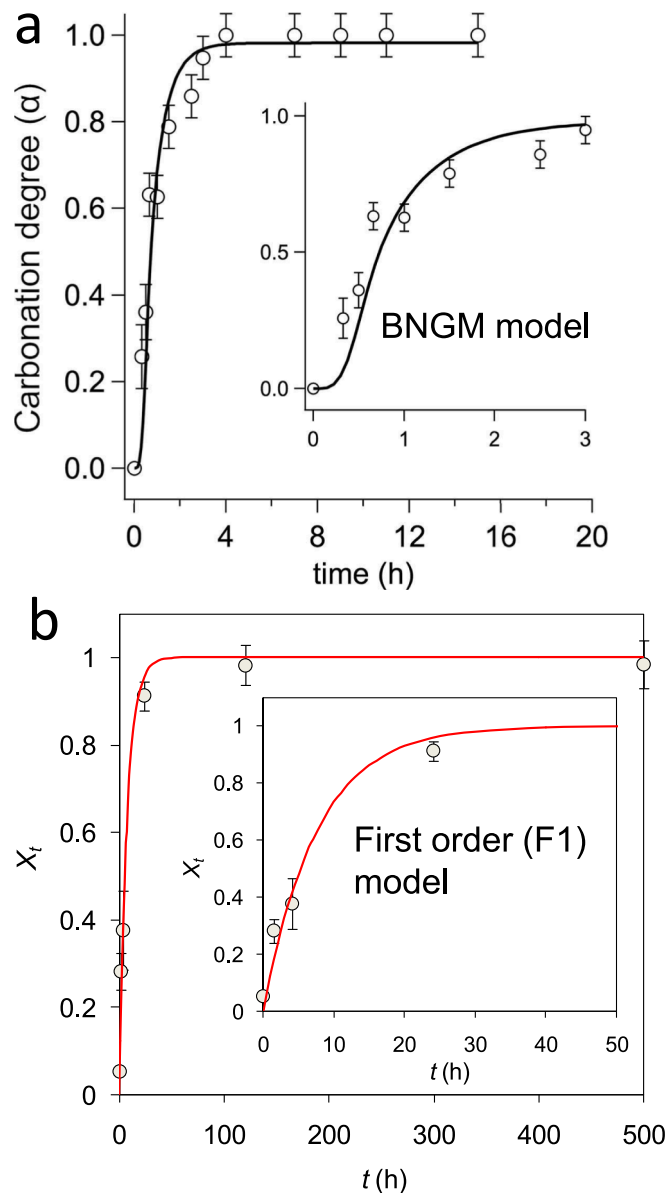 a
Carbonation degree (α)
1.0
0.8
0.6
0.4
0.2
0.0
1.0
0.5
0.0
BNGM model
0 1 2 3
0 4 8 12 16 20
time (h)
b
X_t
1
0.8
0.6
0.4
0.2
0
X_t
1
0.8
0.6
0.4
0.2
0
First order (F1)
model
0 10 20 30 40 50
t (h)
0 100 200 300 400 500
t (h)